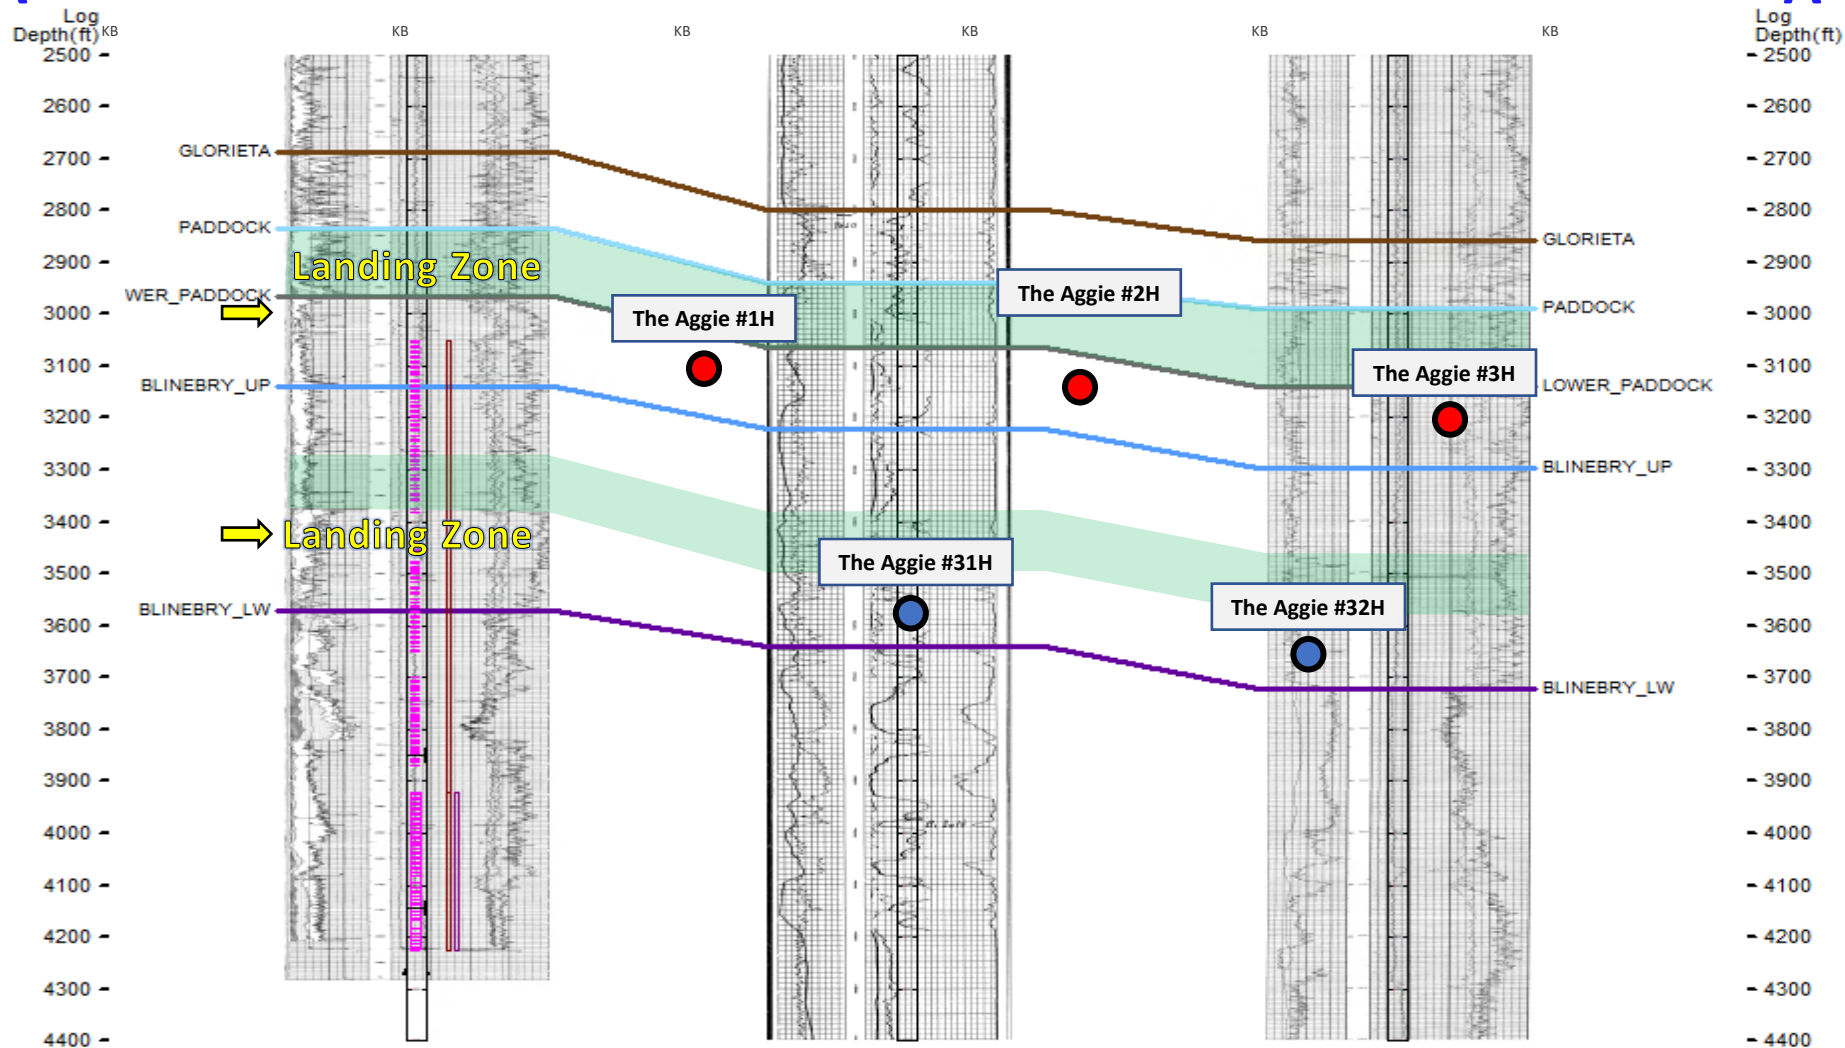 Log
Depth(ft)
KB
KB
KB
KB
KB
KB
Log
Depth(ft)
2500
2600
2700
2800
2900
3000
3100
3200
3300
3400
3500
3600
3700
3800
3900
4000
4100
4200
4300
4400
GLORIETA
PADDOCK
WER_PADDOCK
BLINEBRY_UP
BLINEBRY_LW
Landing Zone
Landing Zone
The Aggie #1H
The Aggie #2H
The Aggie #3H
The Aggie #31H
The Aggie #32H
GLORIETA
PADDOCK
LOWER_PADDOCK
BLINEBRY_UP
BLINEBRY_LW
2500
2600
2700
2800
2900
3000
3100
3200
3300
3400
3500
3600
3700
3800
3900
4000
4100
4200
4300
4400